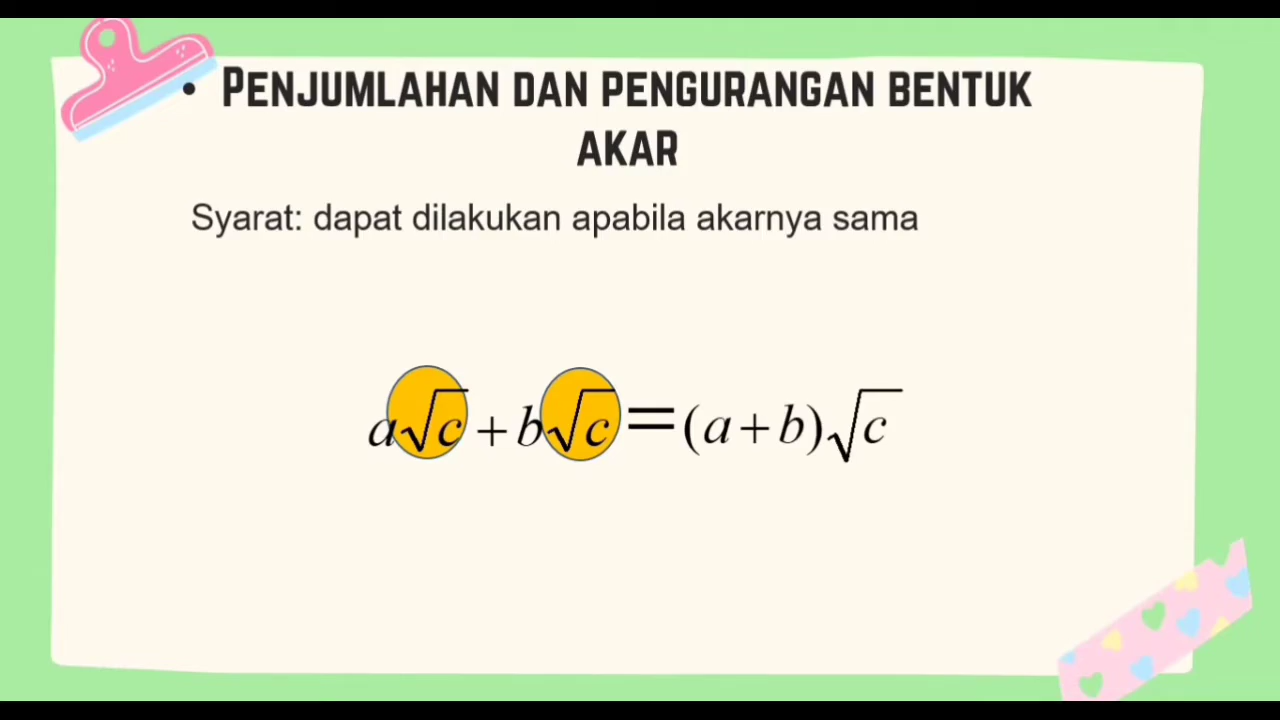 • PENJUMLAHAN DAN PENGURANGAN BENTUK
AKAR
Syarat: dapat dilakukan apabila akarnya sama
a√c + b√c = (a + b)√c